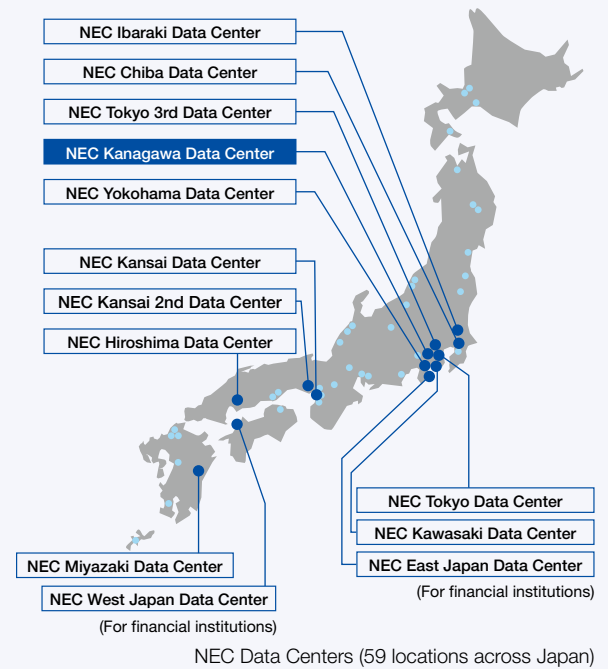 NEC Ibaraki Data Center
NEC Chiba Data Center
NEC Tokyo 3rd Data Center
NEC Kanagawa Data Center
NEC Yokohama Data Center
NEC Kansai Data Center
NEC Kansai 2nd Data Center
NEC Hiroshima Data Center
NEC Tokyo Data Center
NEC Kawasaki Data Center
NEC East Japan Data Center
(For financial institutions)
NEC Miyazaki Data Center
NEC West Japan Data Center
(For financial institutions)
NEC Data Centers (59 locations across Japan)